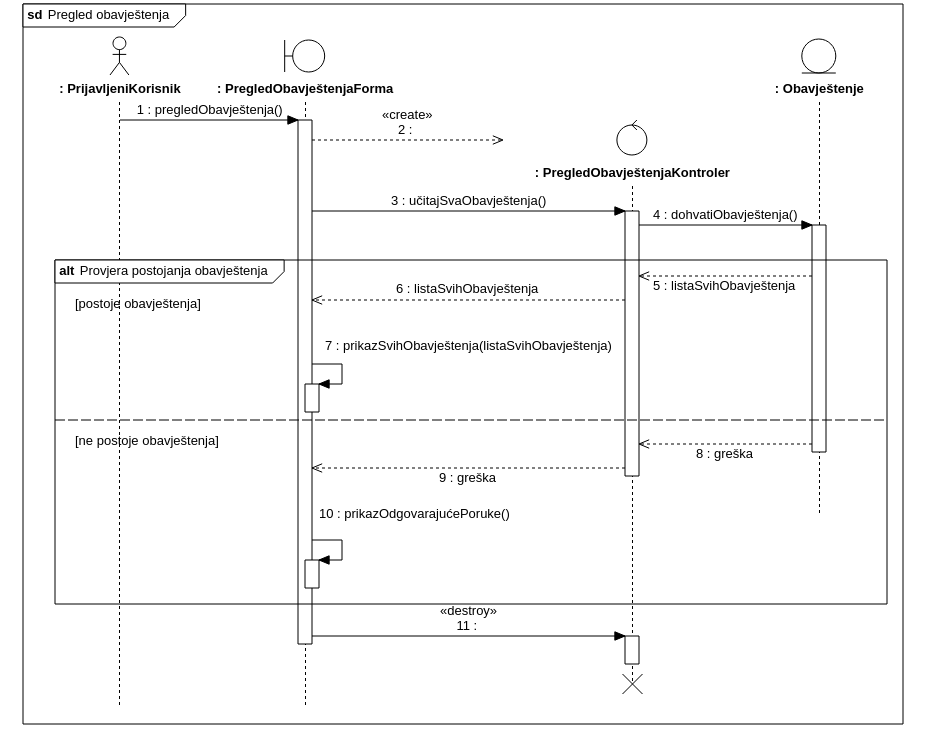 sd Pregled obavještenja
: PrijavljeniKorisnik
: PregledObavještenjaForma
: Obavještenje
1 : pregledObavještenja()
«create»
2 :
: PregledObavještenjaKontroler
3 : učitajSvaObavještenja()
4 : dohvatiObavještenja()
alt Provjera postojanja obavještenja
5 : listaSvihObavještenja
6 : listaSvihObavještenja
[postoje obavještenja]
7 : prikazSvihObavještenja(listaSvihObavještenja)
[ne postoje obavještenja]
8 : greška
9 : greška
10 : prikazOdgovarajućePoruke()
«destroy»
11 :